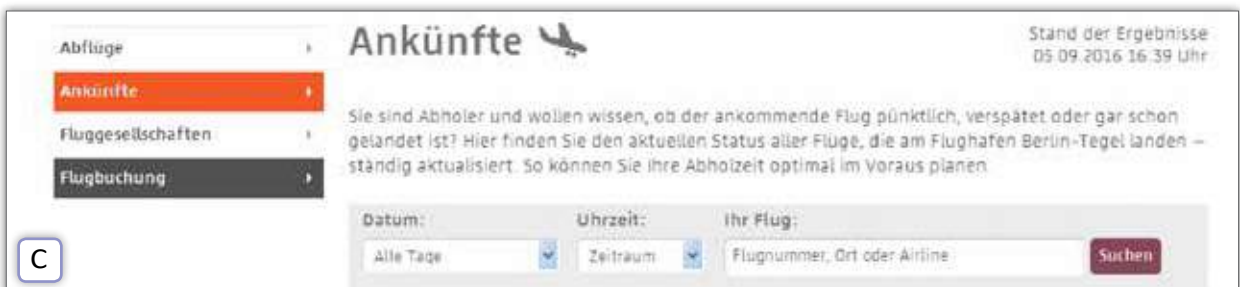 Abflüge
Ankünfte
Fluggesellschaften
Flugbuchung
C
Ankünfte
Stand der Ergebnisse
05.09.2016 16:39 Uhr
Sie sind Abholer und wollen wissen, ob der ankommende Flug pünktlich, verspätet oder gar schon
gelandet ist? Hier finden Sie den aktuellen Status aller Flüge, die am Flughafen Berlin-Tegel landen –
ständig aktualisiert. So können Sie Ihre Abholzeit optimal im Voraus planen.
Datum: Uhrzeit: Ihr Flug:
Alle Tage Zeitraum Flugnummer, Ort oder Airline Suchen